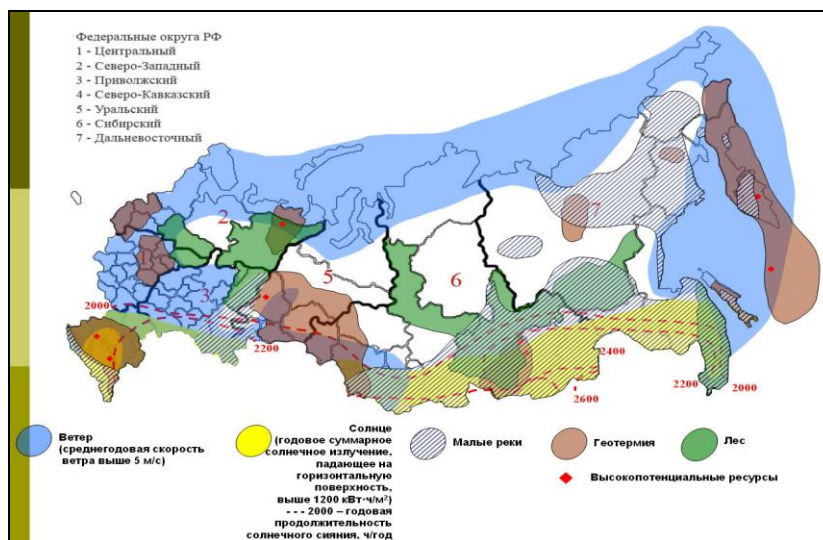 Федеральные округа РФ
1 - Центральный
2 - Северо-Западный
3 - Приволжский
4 - Северо-Кавказский
5 - Уральский
6 - Сибирский
7 - Дальневосточный
2
7
1
5
6
3
2000
2200
2400
2600
2200
2000
Ветер
(среднегодовая скорость
ветра выше 5 м/с)
Солнце
(годовое суммарное
солнечное излучение,
падающее на
горизонтальную
поверхность,
выше 1200 кВт·ч/м²)
- - - 2000 – годовая
продолжительность
солнечного сияния, ч/год
Малые реки
Геотермия
Лес
Высокопотенциальные ресурсы